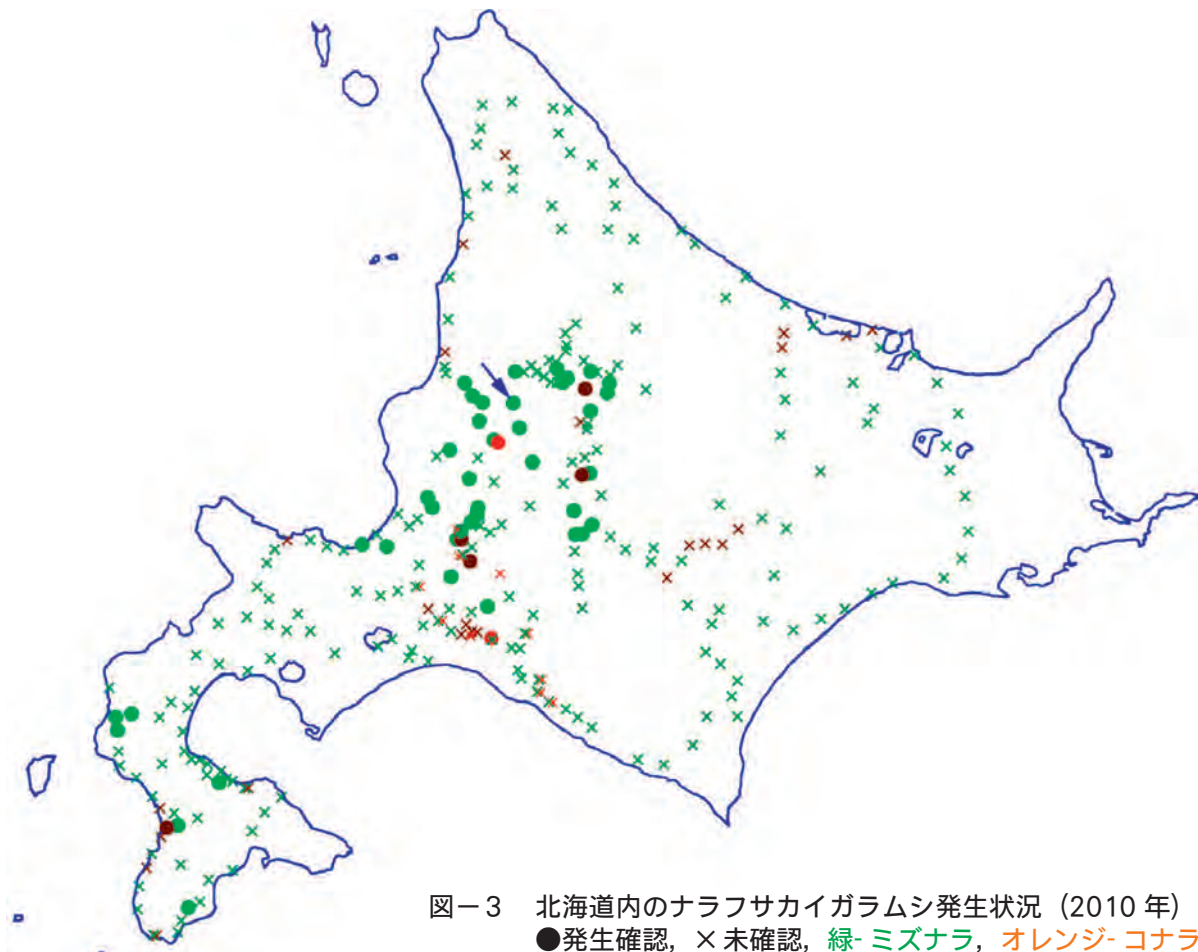 図－3 北海道内のナラフサカイガラムシ発生状況（2010 年）
●発生確認，×未確認，緑- ミズナラ，オレンジ- コナラ